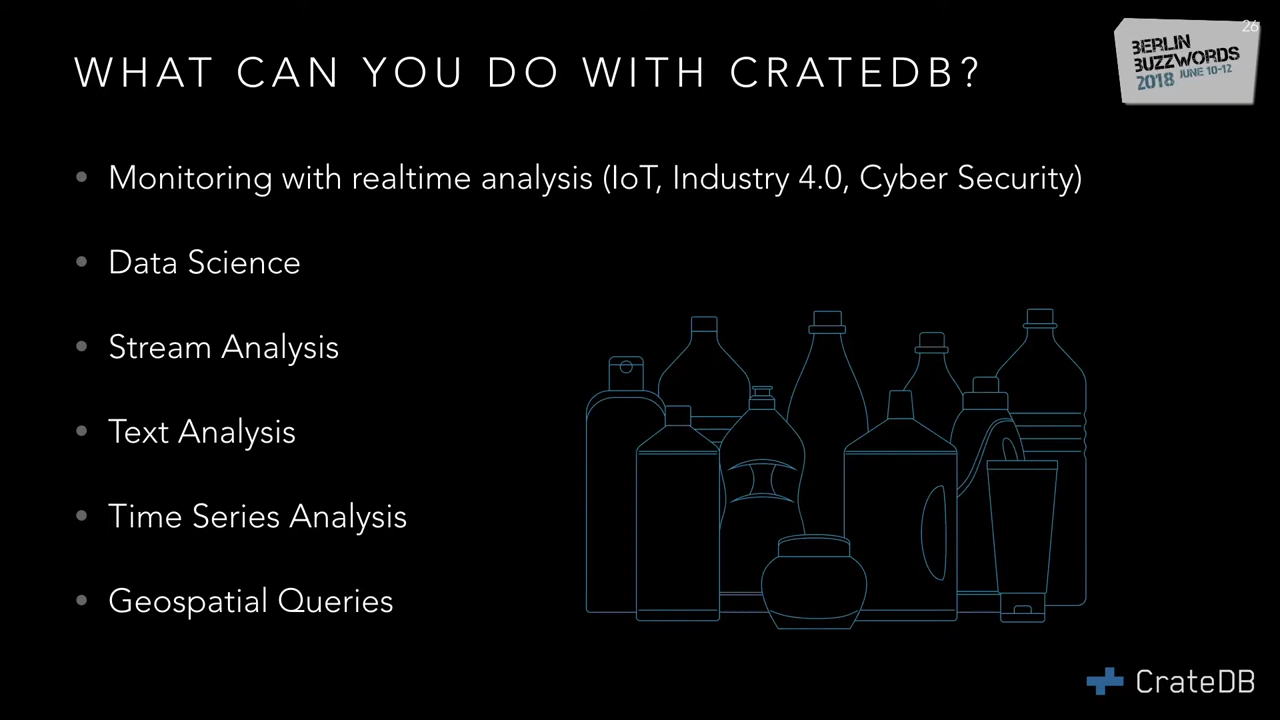 26
WHAT CAN YOU DO WITH CRATEDB?
BERLIN
BUZZWORDS
2018 JUNE 10-12
• Monitoring with realtime analysis (IoT, Industry 4.0, Cyber Security)
• Data Science
• Stream Analysis
• Text Analysis
• Time Series Analysis
• Geospatial Queries
CrateDB